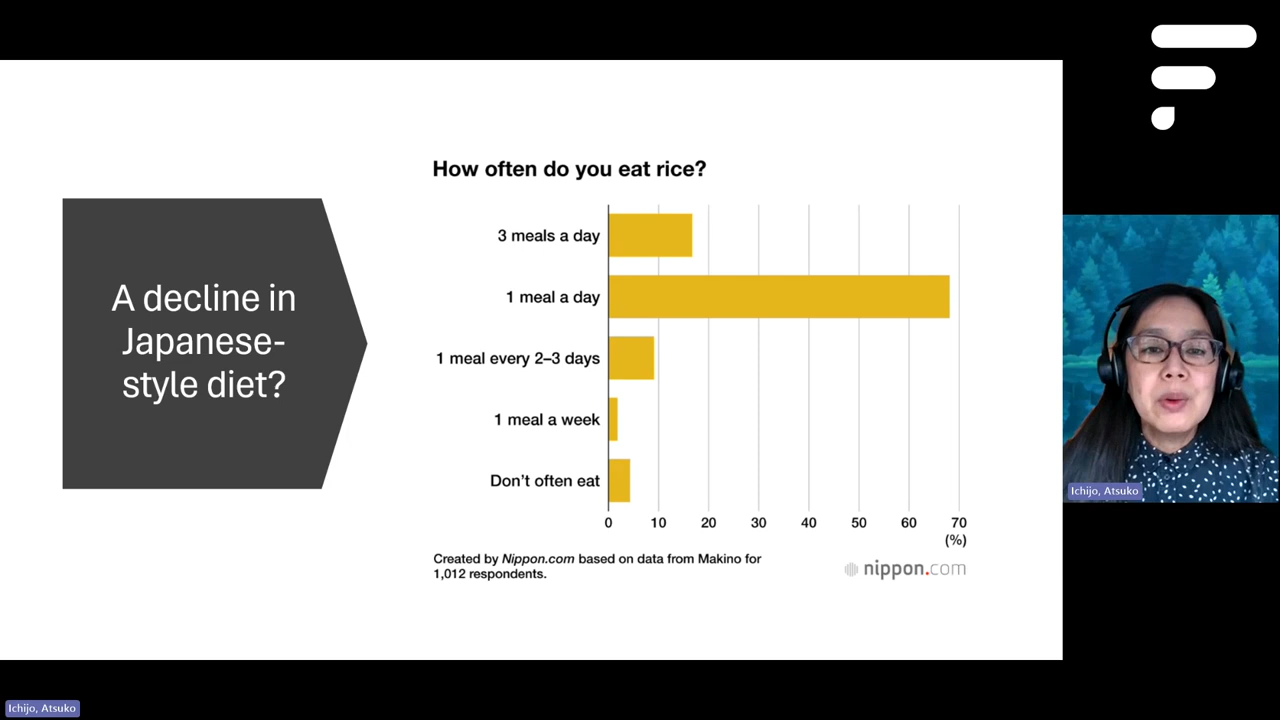 A decline in
Japanese-
style diet?
How often do you eat rice?
3 meals a day
1 meal a day
1 meal every 2–3 days
1 meal a week
Don’t often eat
0 10 20 30 40 50 60 70
(%)
Created by Nippon.com based on data from Makino for
1,012 respondents.
nippon.com
Ichijo, Atsuko
Ichijo, Atsuko